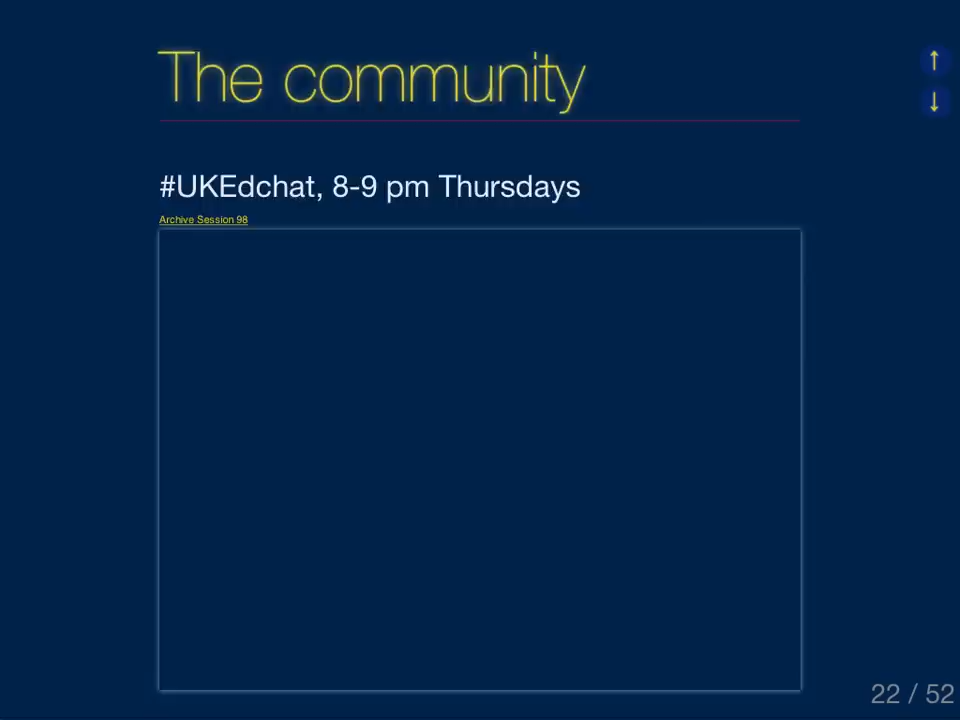 The community
↑
↓
#UKEdchat, 8-9 pm Thursdays
Archive Session 98
22 / 52